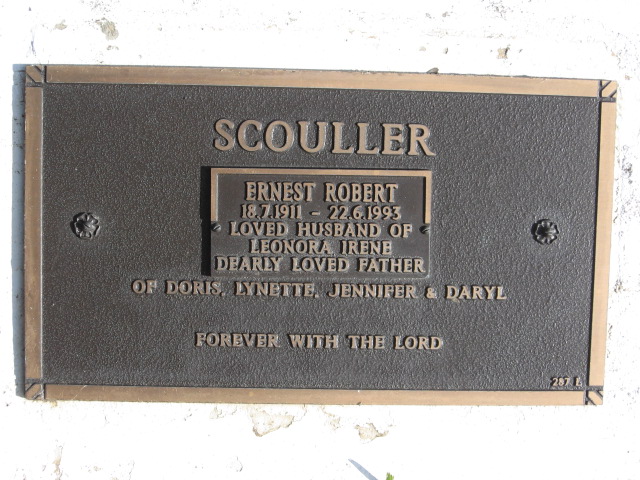 SCOULLER
ERNEST ROBERT
18.7.1911 – 22.6.1993
LOVED HUSBAND OF
LEONORA IRENE
DEARLY LOVED FATHER
OF DORIS, LYNETTE, JENNIFER & DARYL
FOREVER WITH THE LORD
287 E